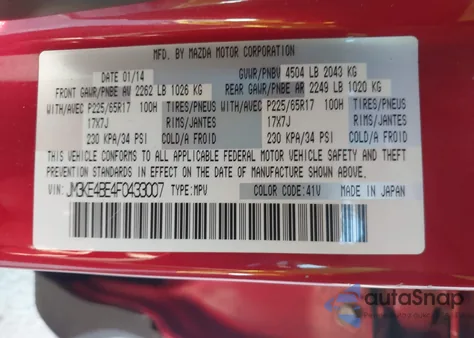 MFD. BY MAZDA MOTOR CORPORATION
DATE 01/14 GVWR/PNBV 4504 LB 2043 KG
FRONT GAWR/PNBE AV 2262 LB 1026 KG REAR GAWR/PNBE AR 2249 LB 1020 KG
WITH/AVEC P225/65R17 100H TIRES/PNEUS WITH/AVEC P225/65R17 100H TIRES/PNEUS
17X7J RIMS/JANTES 17X7J RIMS/JANTES
230 KPA/34 PSI COLD/A FROID 230 KPA/34 PSI COLD/A FROID
THIS VEHICLE CONFORMS TO ALL APPLICABLE FEDERAL MOTOR VEHICLE SAFETY AND THEFT
PREVENTION STANDARDS IN EFFECT ON THE DATE OF MANUFACTURE SHOWN ABOVE.
VIN: JM3KE4BE4F0433007 TYPE:MPV COLOR CODE:41V MADE IN JAPAN
autoSnap